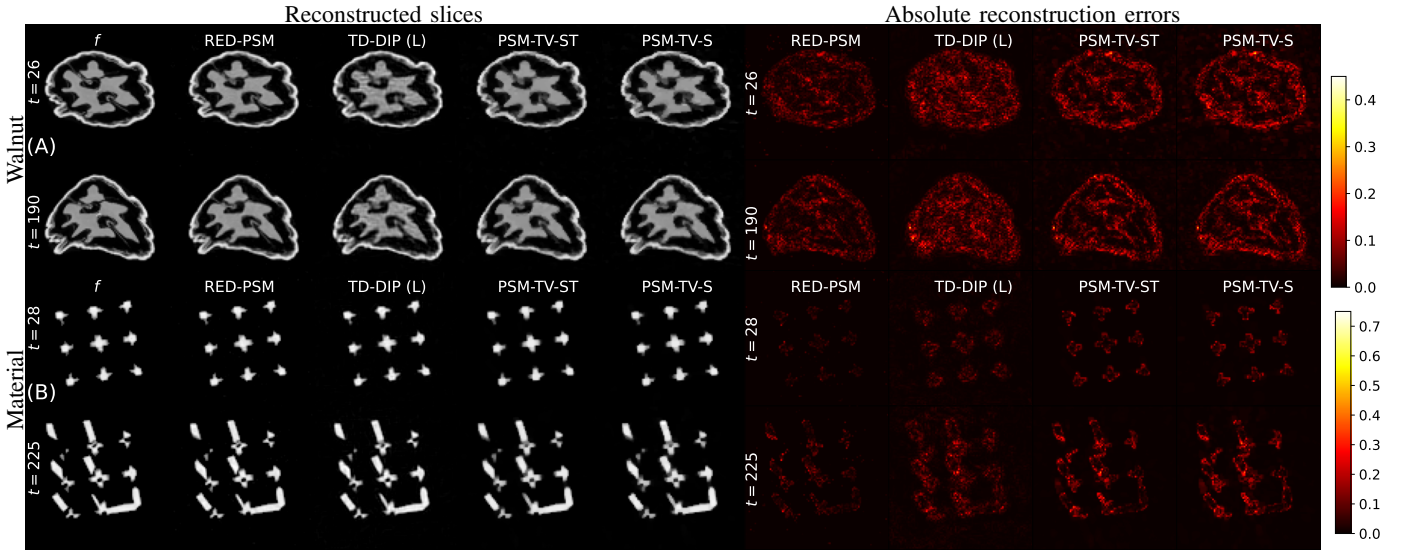 Reconstructed slices Absolute reconstruction errors
f RED-PSM TD-DIP (L) PSM-TV-ST PSM-TV-S RED-PSM TD-DIP (L) PSM-TV-ST PSM-TV-S
Walnut
(A)
t = 26
t = 26
t = 190
t = 190
0.4
0.3
0.2
0.1
0.0
f RED-PSM TD-DIP (L) PSM-TV-ST PSM-TV-S RED-PSM TD-DIP (L) PSM-TV-ST PSM-TV-S
Material
(B)
t = 28
t = 28
t = 225
t = 225
0.7
0.6
0.5
0.4
0.3
0.2
0.1
0.0